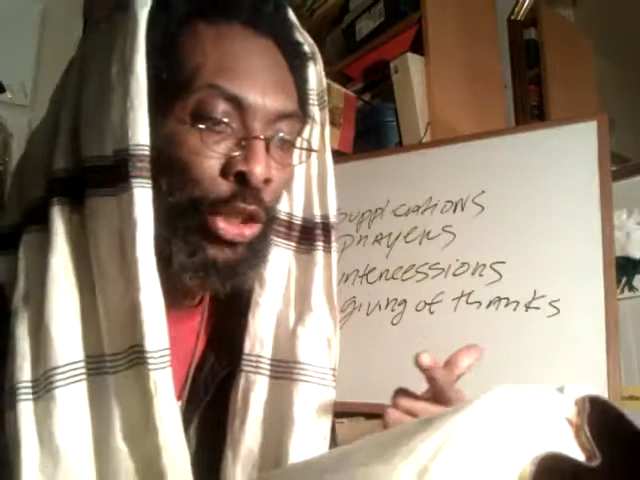 supplications
prayers
intercessions
giving of thanks